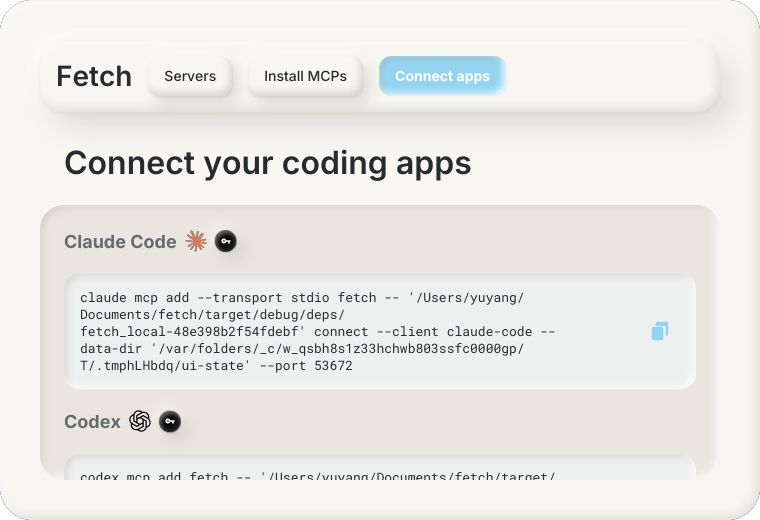 Fetch
Servers
Install MCPs
Connect apps
Connect your coding apps
Claude Code
claude mcp add --transport stdio fetch -- '/Users/yuyang/
Documents/fetch/target/debug/deps/
fetch_local-48e398b2f54fdebf' connect --client claude-code --
data-dir '/var/folders/_c/w_qsbh8s1z33hchwb803ssfc0000gp/
T/.tmphLHbdq/ui-state' --port 53672
Codex
codex mcp add fetch -- '/Users/yuyang/Documents/fetch/target/